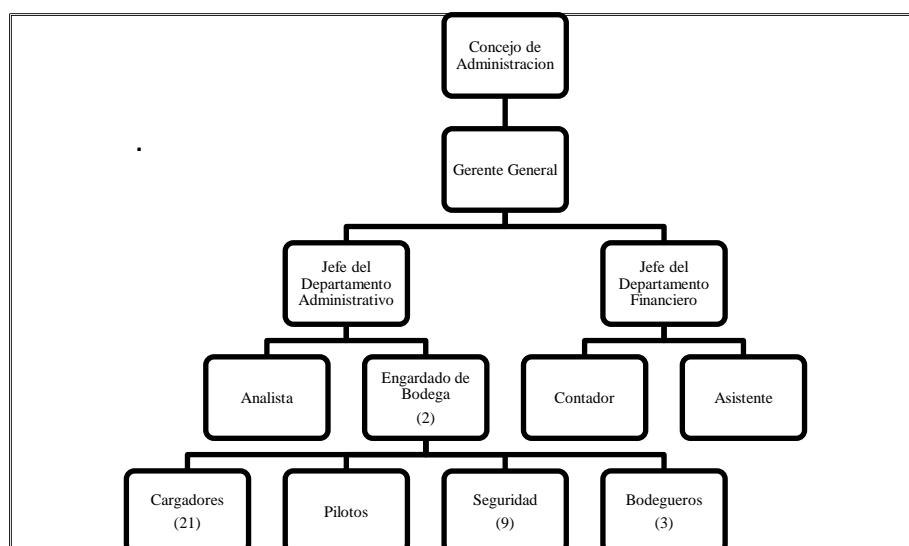 Concejo de
Administracion
.
Gerente General
Jefe del
Departamento
Administrativo
Jefe del
Departamento
Financiero
Analista
Engardado de
Bodega
(2)
Contador
Asistente
Cargadores
(21)
Pilotos
Seguridad
(9)
Bodegueros
(3)